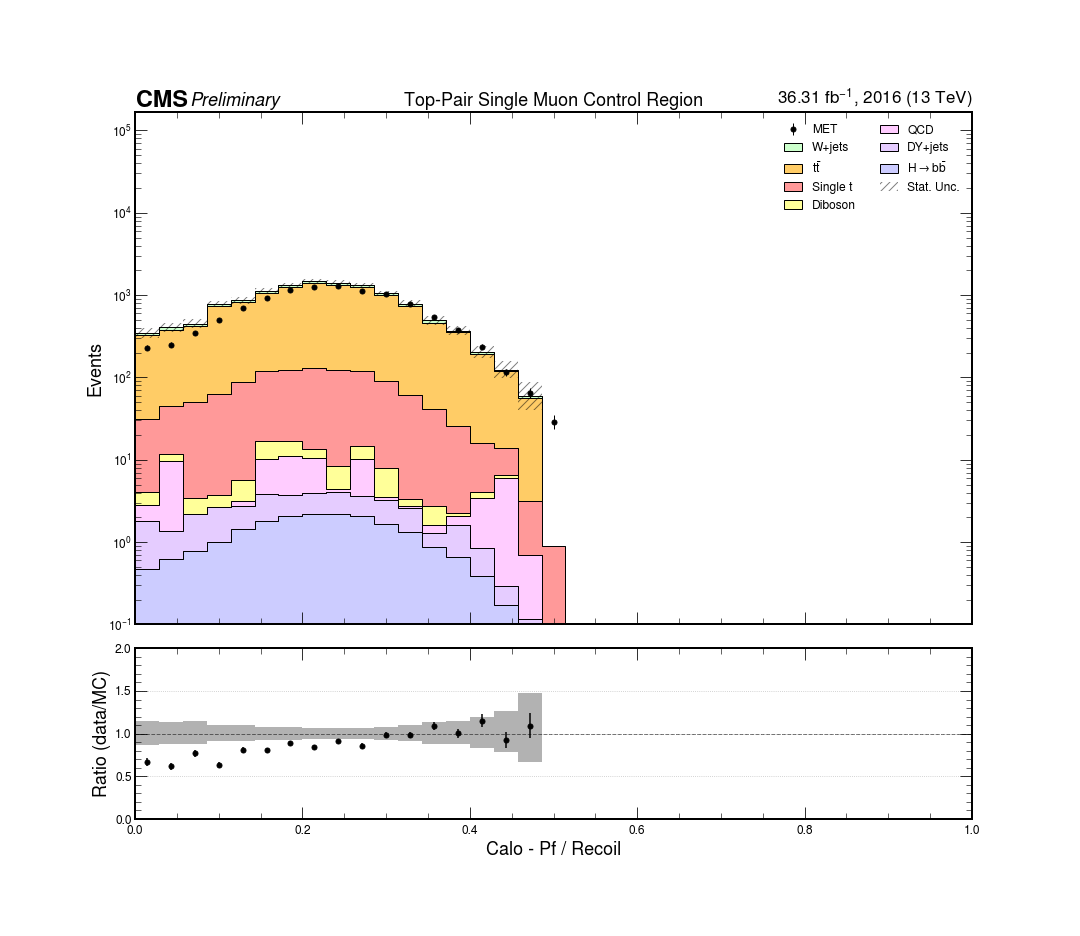 CMS Preliminary Top-Pair Single Muon Control Region 36.31 fb⁻¹, 2016 (13 TeV)
10⁵
10⁴
10³
10²
10¹
10⁰
10⁻¹
Events
MET
W+jets
tt̄
Single t
Diboson
QCD
DY+jets
H→bb̄
Stat. Unc.
2.0
1.5
1.0
0.5
0.0
Ratio (data/MC)
0.0 0.2 0.4 0.6 0.8 1.0
Calo - Pf / Recoil